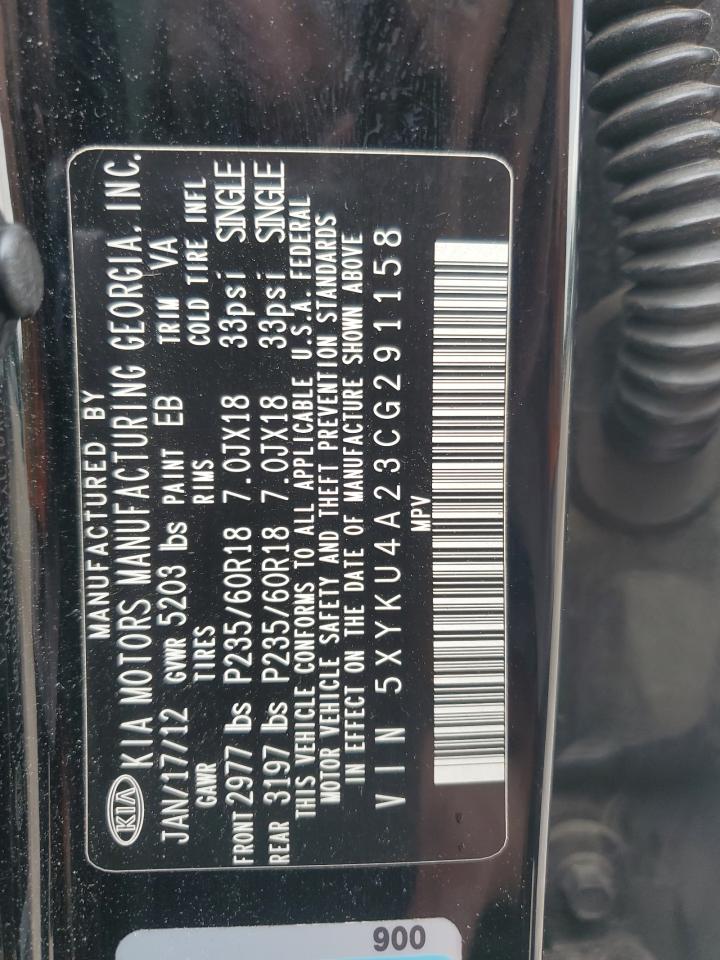 MANUFACTURED BY
KIA KIA MOTORS MANUFACTURING GEORGIA, INC.
JAN/17/12 GVWR 5203 lbs PAINT EB TRIM VA
GAWR TIRES RIMS COLD TIRE INFL
FRONT 2977 lbs P235/60R18 7.0JX18 33psi SINGLE
REAR 3197 lbs P235/60R18 7.0JX18 33psi SINGLE
THIS VEHICLE CONFORMS TO ALL APPLICABLE U.S.A. FEDERAL
MOTOR VEHICLE SAFETY AND THEFT PREVENTION STANDARDS
IN EFFECT ON THE DATE OF MANUFACTURE SHOWN ABOVE
VIN 5XYKU4A23CG291158
MPV
900